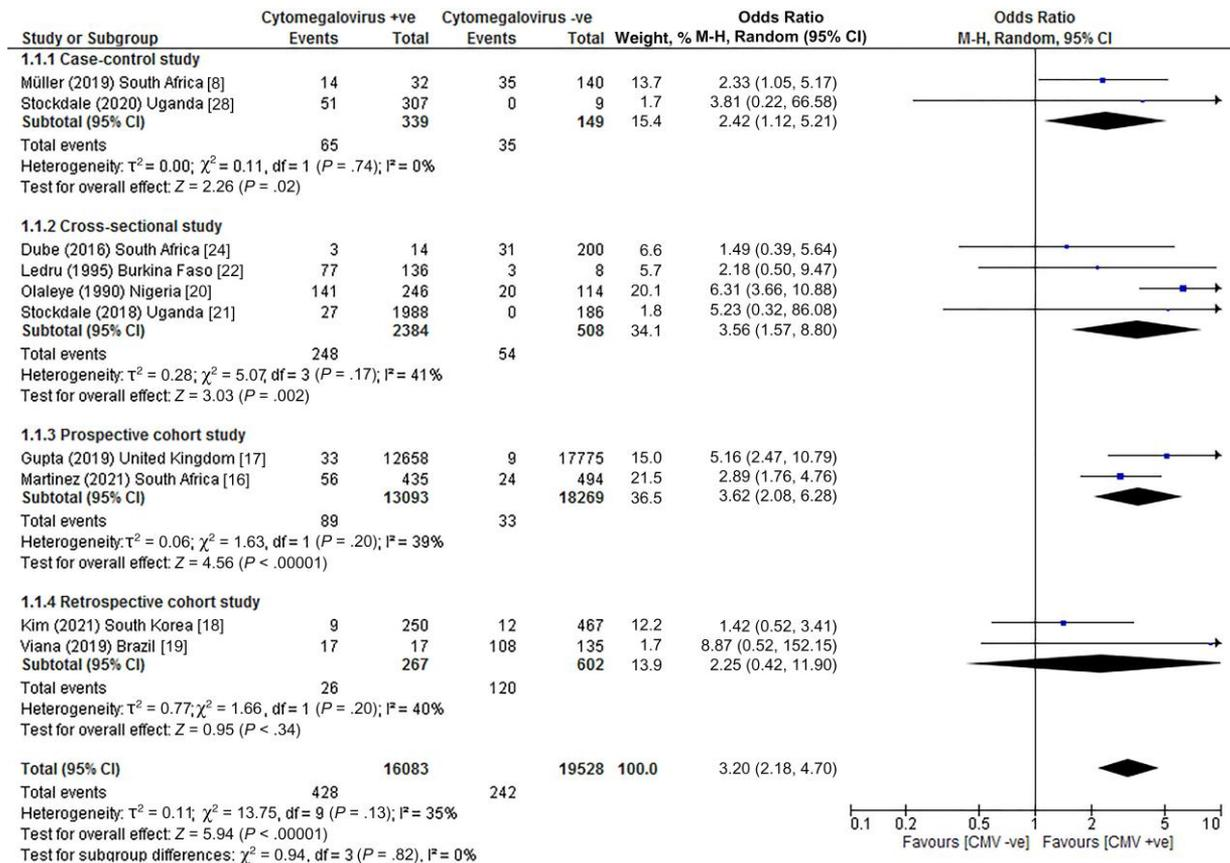 Cytomegalovirus +ve Cytomegalovirus -ve Odds Ratio Odds Ratio
Study or Subgroup Events Total Events Total Weight, % M-H, Random (95% CI) M-H, Random, 95% CI
1.1.1 Case-control study
Müller (2019) South Africa [8] 14 32 35 140 13.7 2.33 (1.05, 5.17)
Stockdale (2020) Uganda [28] 51 307 0 9 1.7 3.81 (0.22, 66.58)
Subtotal (95% CI) 339 149 15.4 2.42 (1.12, 5.21)
Total events 65 35
Heterogeneity: τ² = 0.00; χ² = 0.11, df = 1 (P = .74); I² = 0%
Test for overall effect: Z = 2.26 (P = .02)
1.1.2 Cross-sectional study
Dube (2016) South Africa [24] 3 14 31 200 6.6 1.49 (0.39, 5.64)
Ledru (1995) Burkina Faso [22] 77 136 3 8 5.7 2.18 (0.50, 9.47)
Olaleye (1990) Nigeria [20] 141 246 20 114 20.1 6.31 (3.66, 10.88)
Stockdale (2018) Uganda [21] 27 1988 0 186 1.8 5.23 (0.32, 86.08)
Subtotal (95% CI) 2384 508 34.1 3.56 (1.57, 8.80)
Total events 248 54
Heterogeneity: τ² = 0.28; χ² = 5.07, df = 3 (P = .17); I² = 41%
Test for overall effect: Z = 3.03 (P = .002)
1.1.3 Prospective cohort study
Gupta (2019) United Kingdom [17] 33 12658 9 17775 15.0 5.16 (2.47, 10.79)
Martinez (2021) South Africa [16] 56 435 24 494 21.5 2.89 (1.76, 4.76)
Subtotal (95% CI) 13093 18269 36.5 3.62 (2.08, 6.28)
Total events 89 33
Heterogeneity: τ² = 0.06; χ² = 1.63, df = 1 (P = .20); I² = 39%
Test for overall effect: Z = 4.56 (P < .00001)
1.1.4 Retrospective cohort study
Kim (2021) South Korea [18] 9 250 12 467 12.2 1.42 (0.52, 3.41)
Viana (2019) Brazil [19] 17 17 108 135 1.7 8.87 (0.52, 152.15)
Subtotal (95% CI) 267 602 13.9 2.25 (0.42, 11.90)
Total events 26 120
Heterogeneity: τ² = 0.77; χ² = 1.66, df = 1 (P = .20); I² = 40%
Test for overall effect: Z = 0.95 (P < .34)
Total (95% CI) 16083 19528 100.0 3.20 (2.18, 4.70)
Total events 428 242
Heterogeneity: τ² = 0.11; χ² = 13.75, df = 9 (P = .13); I² = 35%
Test for overall effect: Z = 5.94 (P < .00001)
Test for subgroup differences: χ² = 0.94, df = 3 (P = .82), I² = 0%
0.1 0.2 0.5 1 2 5 10
Favours [CMV -ve] Favours [CMV +ve]